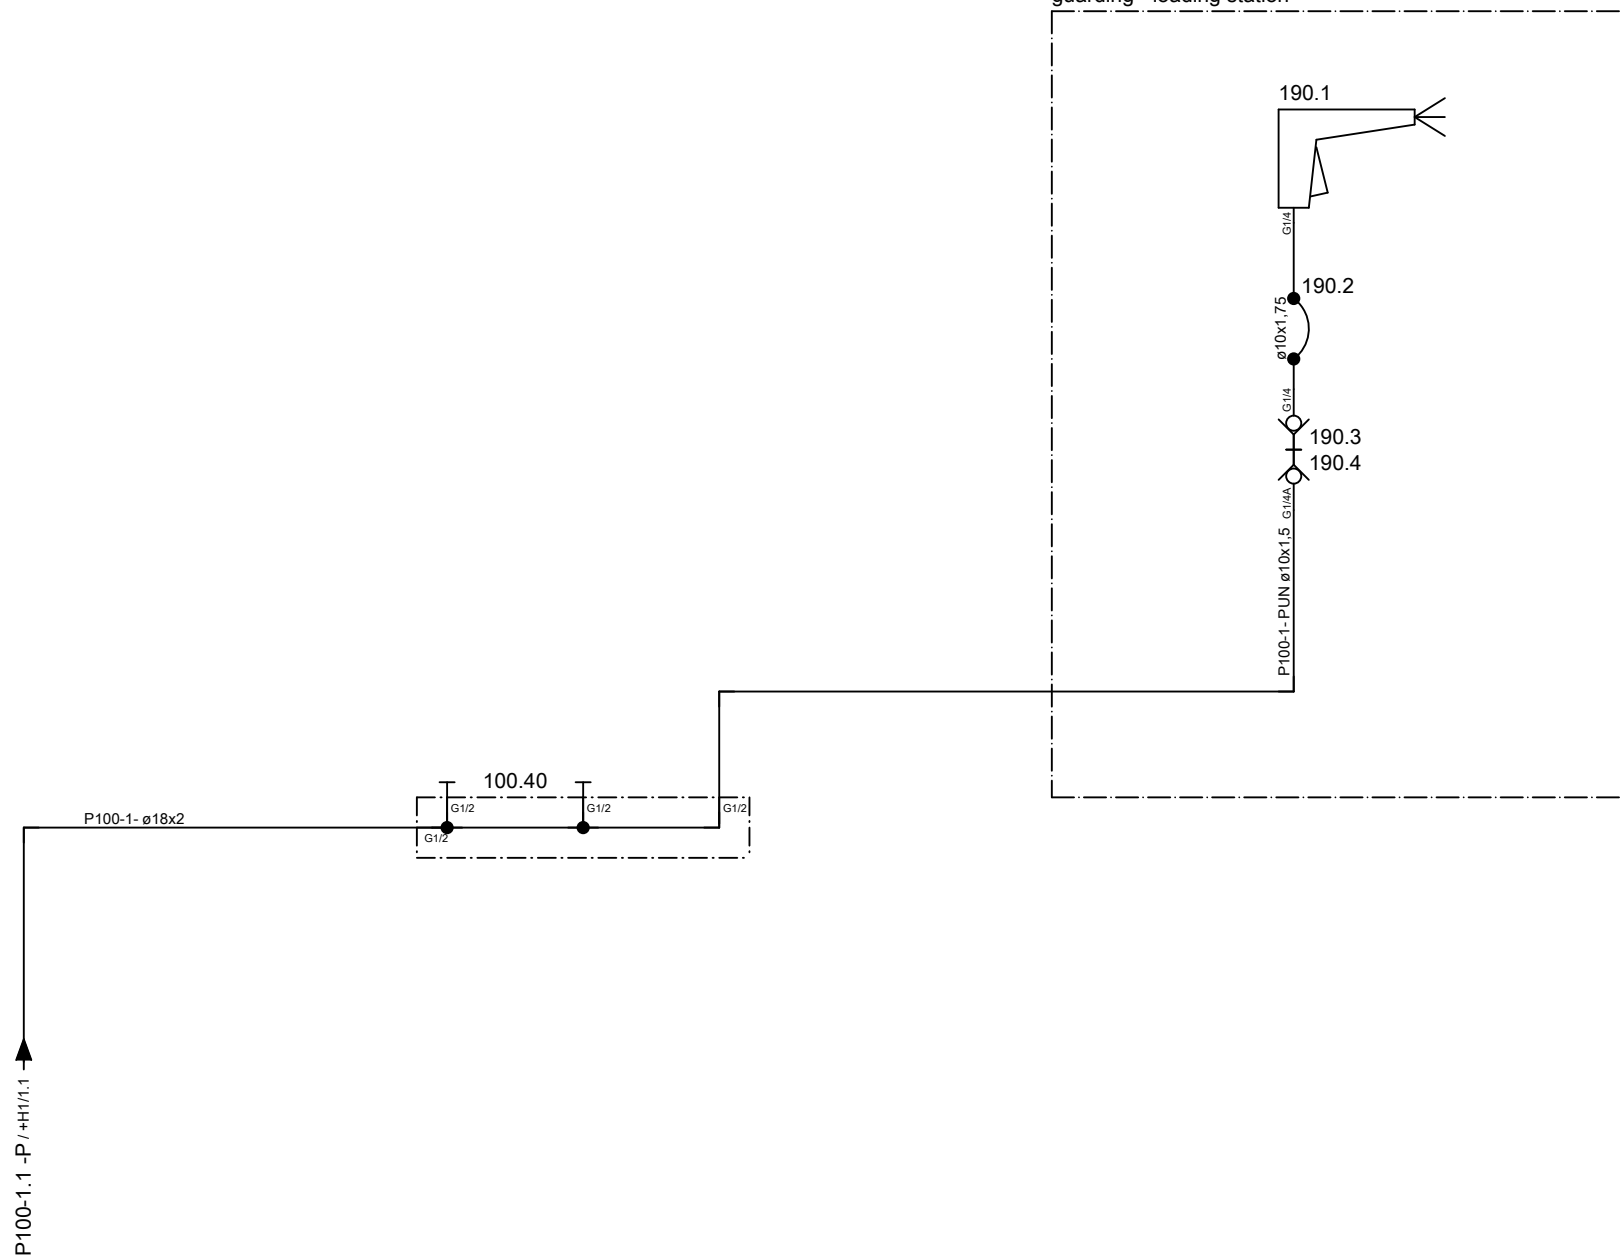 guarding - loading station
190.1
G1/4
190.2
ø10x1,75
G1/4
190.3
190.4
G1/4A
P100-1- PUN ø10x1,5
100.40
G1/2
G1/2
G1/2
P100-1- ø18x2
G1/2
P100-1.1 -P / +H1/1.1